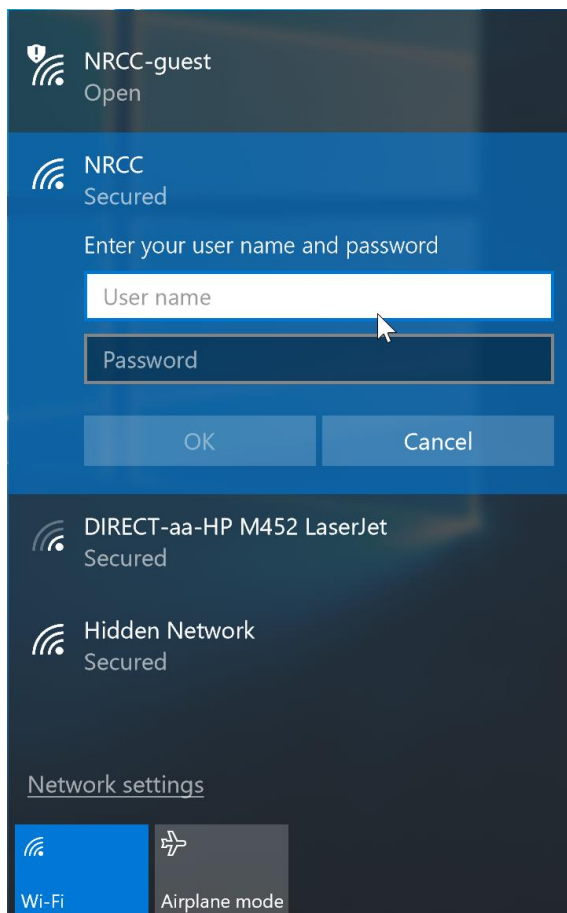 NRCC-guest
Open
NRCC
Secured
Enter your user name and password
User name
Password
OK Cancel
DIRECT-aa-HP M452 LaserJet
Secured
Hidden Network
Secured
Network settings
Wi-Fi Airplane mode